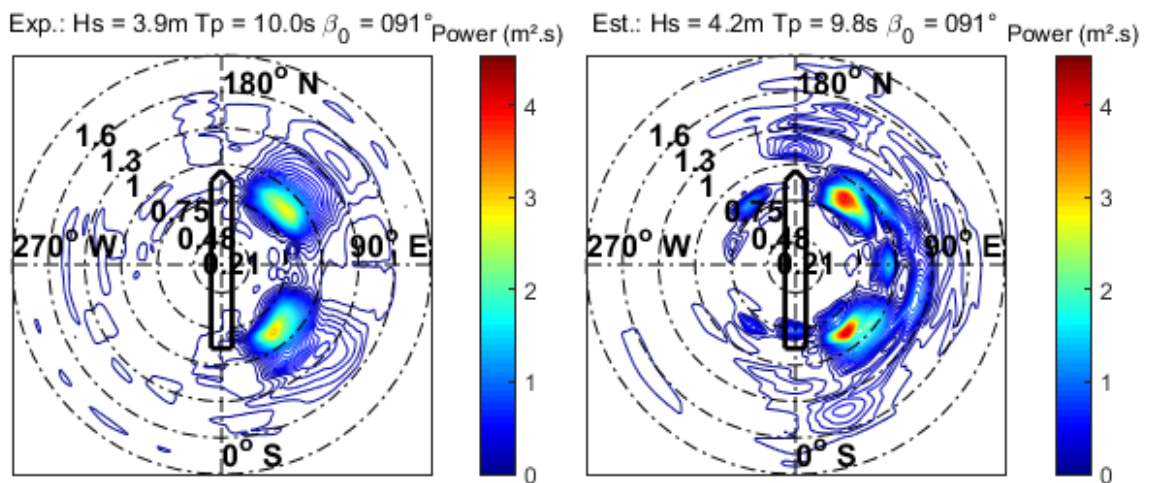 Exp.: Hs = 3.9m Tp = 10.0s β₀ = 091° Power (m².s)
180° N
1.6
1.3
1
0.75
0.48
0.21
270° W
90° E
0° S
4
3
2
1
0
Est.: Hs = 4.2m Tp = 9.8s β₀ = 091° Power (m².s)
180° N
1.6
1.3
1
0.75
0.48
0.21
270° W
90° E
0° S
4
3
2
1
0